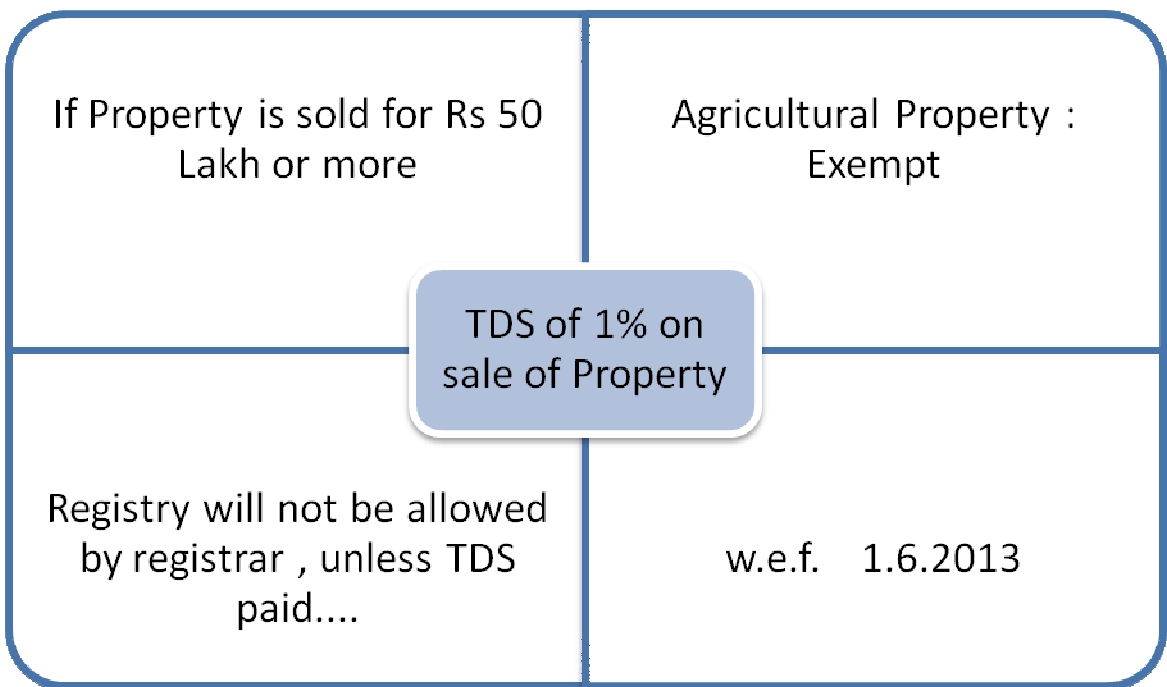 If Property is sold for Rs 50
Lakh or more
Agricultural Property :
Exempt
TDS of 1% on
sale of Property
Registry will not be allowed
by registrar , unless TDS
paid....
w.e.f. 1.6.2013